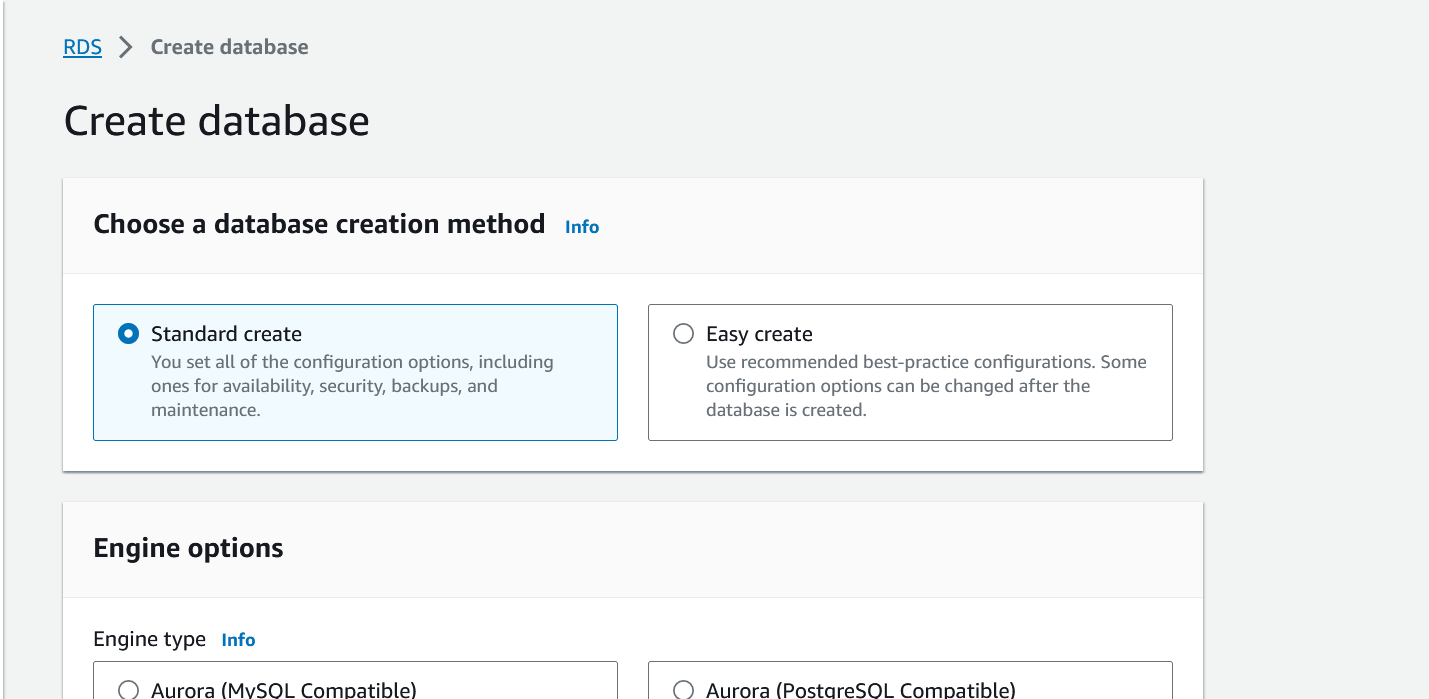 RDS > Create database
Create database
Choose a database creation method Info
Standard create
You set all of the configuration options, including
ones for availability, security, backups, and
maintenance.
Easy create
Use recommended best-practice configurations. Some
configuration options can be changed after the
database is created.
Engine options
Engine type Info
Aurora (MySQL Compatible)
Aurora (PostgreSQL Compatible)